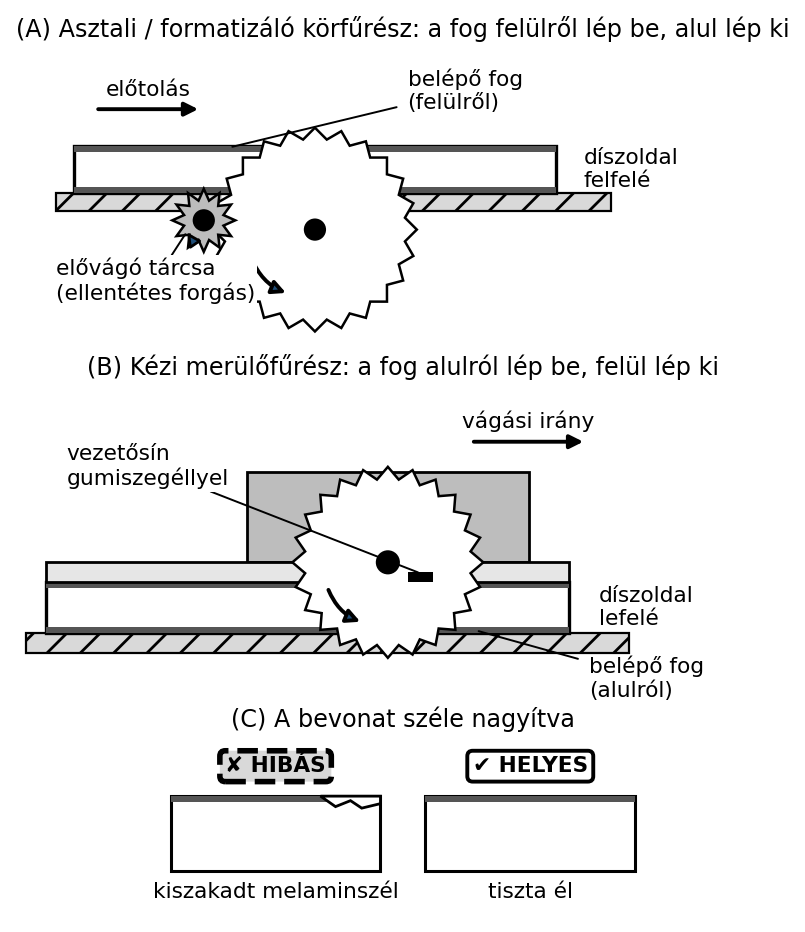 (A) Asztali / formatizáló körfűrész: a fog felülről lép be, alul lép ki
előtolás
belépő fog
(felülről)
díszoldal
felfelé
elővágó tárcsa
(ellentétes forgás)
(B) Kézi merülőfűrész: a fog alulról lép be, felül lép ki
vágási irány
vezetősín
gumiszegéllyel
díszoldal
lefelé
belépő fog
(alulról)
(C) A bevonat széle nagyítva
✘ HIBÁS
✔ HELYES
kiszakadt melaminszél
tiszta él